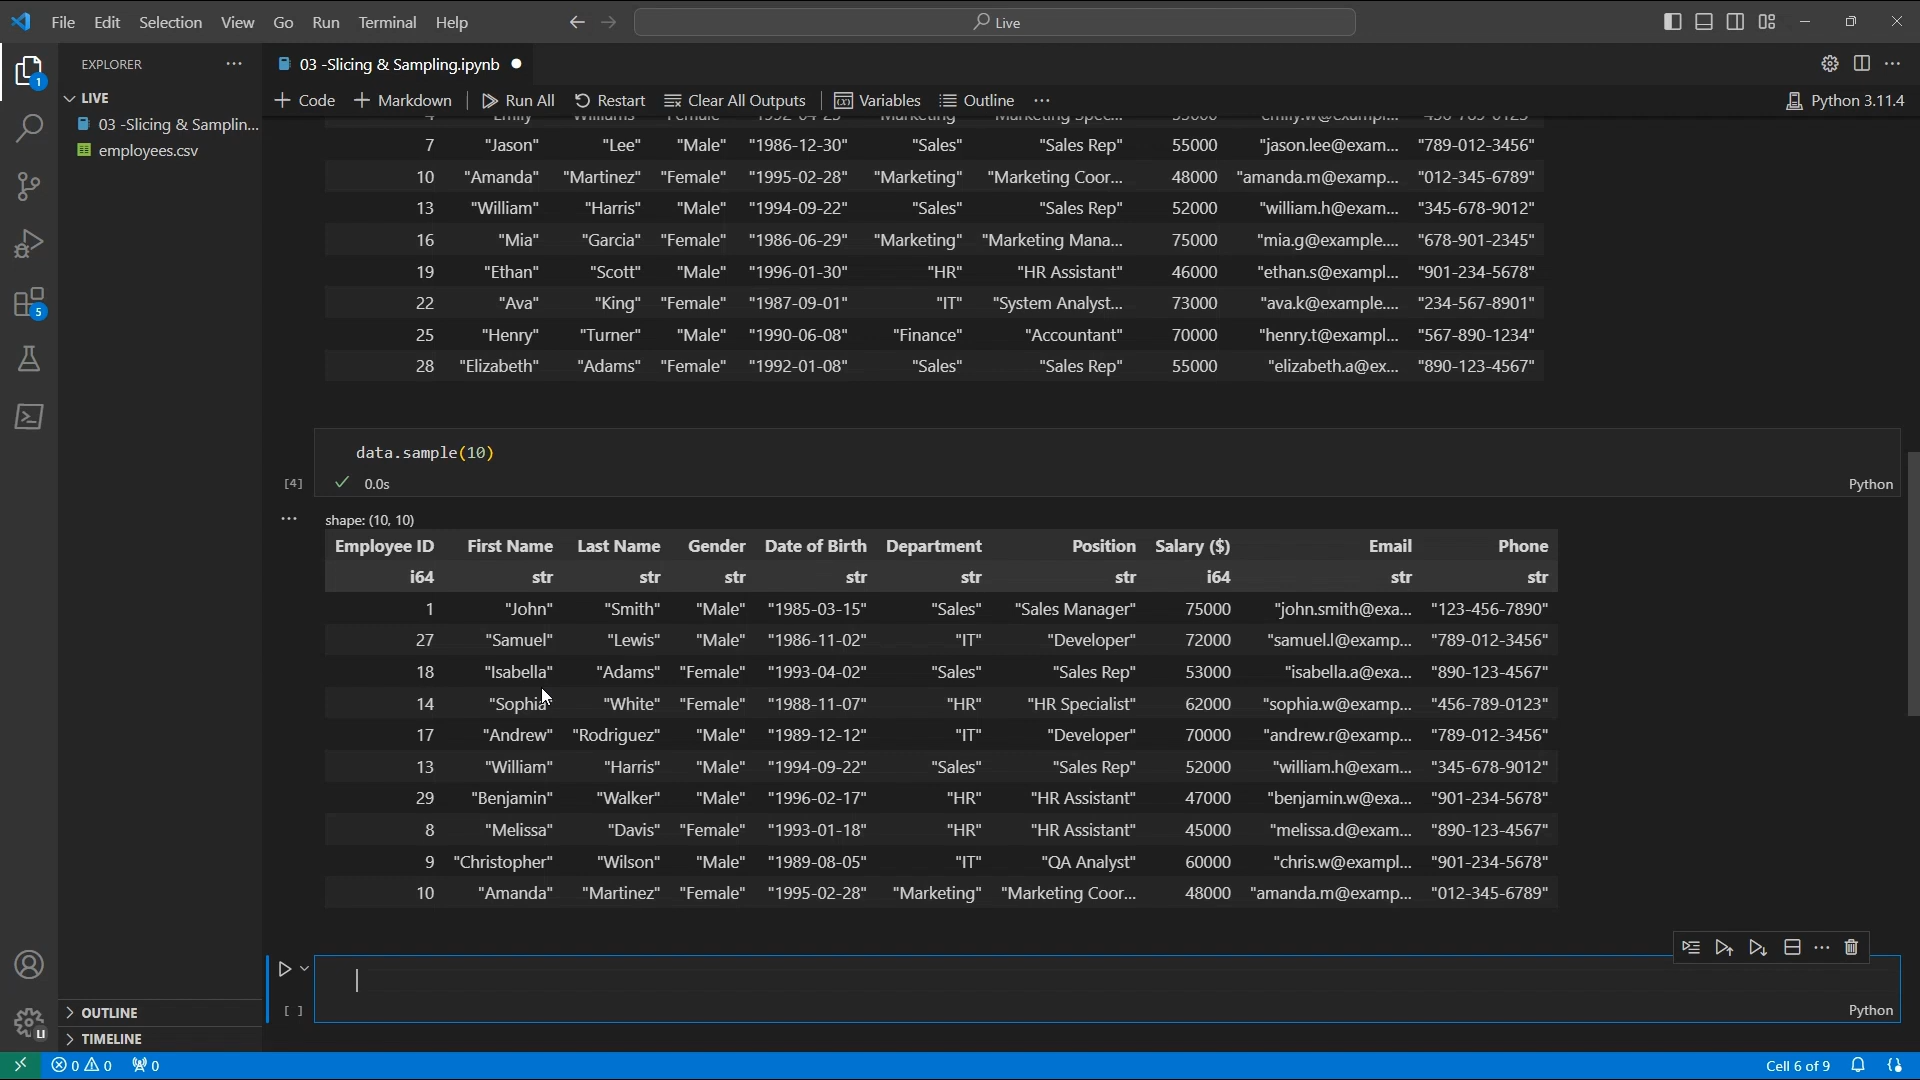 File Edit Selection View Go Run Terminal Help Live
EXPLORER
03 -Slicing & Sampling.ipynb
LIVE
03 -Slicing & Samplin...
employees.csv
Code Markdown Run All Restart Clear All Outputs Variables Outline ... Python 3.11.4
7 "Jason" "Lee" "Male" "1986-12-30" "Sales" "Sales Rep" 55000 "jason.lee@exam... "789-012-3456"
10 "Amanda" "Martinez" "Female" "1995-02-28" "Marketing" "Marketing Coor... 48000 "amanda.m@examp... "012-345-6789"
13 "William" "Harris" "Male" "1994-09-22" "Sales" "Sales Rep" 52000 "william.h@exam... "345-678-9012"
16 "Mia" "Garcia" "Female" "1986-06-29" "Marketing" "Marketing Mana... 75000 "mia.g@example.... "678-901-2345"
19 "Ethan" "Scott" "Male" "1996-01-30" "HR" "HR Assistant" 46000 "ethan.s@exampl... "901-234-5678"
22 "Ava" "King" "Female" "1987-09-01" "IT" "System Analyst... 73000 "ava.k@example.... "234-567-8901"
25 "Henry" "Turner" "Male" "1990-06-08" "Finance" "Accountant" 70000 "henry.t@exampl... "567-890-1234"
28 "Elizabeth" "Adams" "Female" "1992-01-08" "Sales" "Sales Rep" 55000 "elizabeth.a@ex... "890-123-4567"
data.sample(10)
[4] 0.0s Python
shape: (10, 10)
Employee ID First Name Last Name Gender Date of Birth Department Position Salary ($) Email Phone
i64 str str str str str str i64 str str
1 "John" "Smith" "Male" "1985-03-15" "Sales" "Sales Manager" 75000 "john.smith@exa... "123-456-7890"
27 "Samuel" "Lewis" "Male" "1986-11-02" "IT" "Developer" 72000 "samuel.l@examp... "789-012-3456"
18 "Isabella" "Adams" "Female" "1993-04-02" "Sales" "Sales Rep" 53000 "isabella.a@exa... "890-123-4567"
14 "Sophia" "White" "Female" "1988-11-07" "HR" "HR Specialist" 62000 "sophia.w@examp... "456-789-0123"
17 "Andrew" "Rodriguez" "Male" "1989-12-12" "IT" "Developer" 70000 "andrew.r@examp... "789-012-3456"
13 "William" "Harris" "Male" "1994-09-22" "Sales" "Sales Rep" 52000 "william.h@exam... "345-678-9012"
29 "Benjamin" "Walker" "Male" "1996-02-17" "HR" "HR Assistant" 47000 "benjamin.w@exa... "901-234-5678"
8 "Melissa" "Davis" "Female" "1993-01-18" "HR" "HR Assistant" 45000 "melissa.d@exam... "890-123-4567"
9 "Christopher" "Wilson" "Male" "1989-08-05" "IT" "QA Analyst" 60000 "chris.w@exampl... "901-234-5678"
10 "Amanda" "Martinez" "Female" "1995-02-28" "Marketing" "Marketing Coor... 48000 "amanda.m@examp... "012-345-6789"
[ ] Python
OUTLINE
TIMELINE
0 0 0 Cell 6 of 9